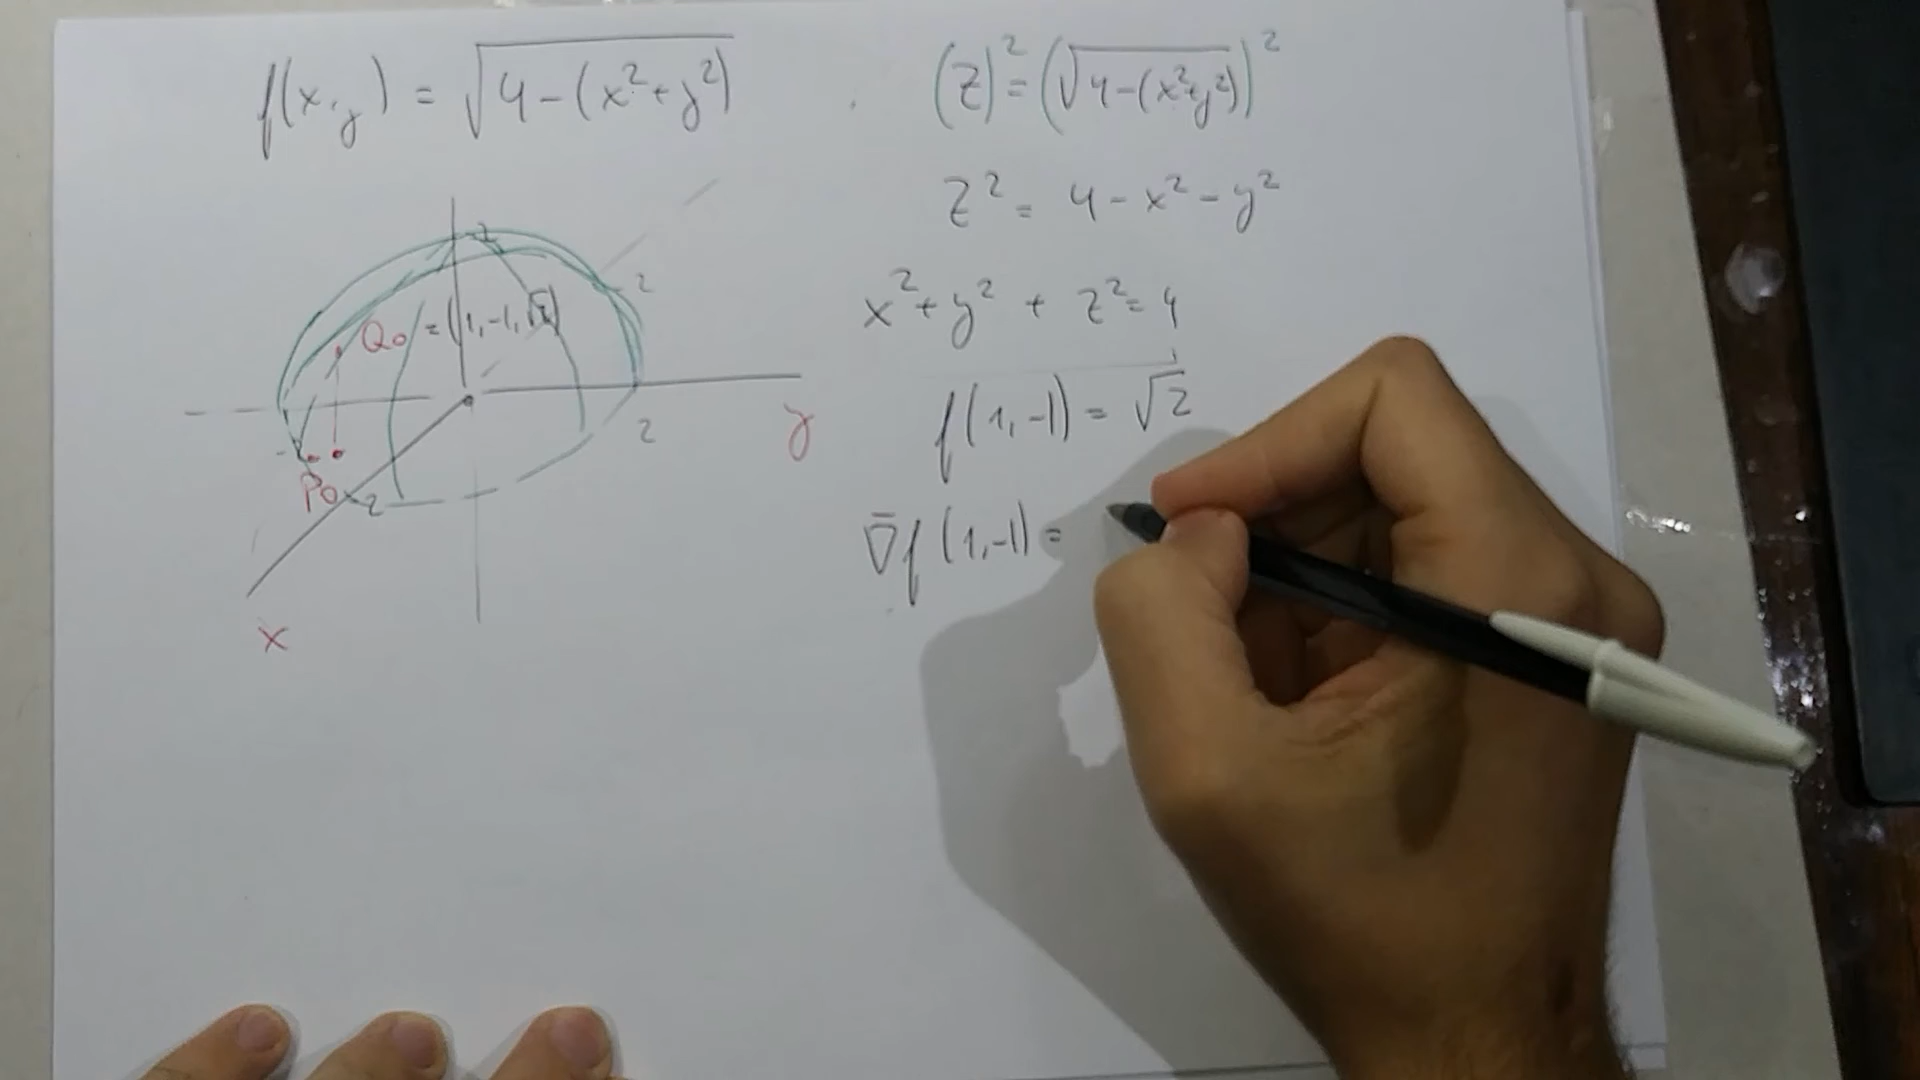 f(x,y) = √4-(x²+y²)
2
2
Q₀ = (1,-1,√2)
2
y
-1
P₀
2
x
(z)² = (√4-(x²+y²))²
z² = 4-x²-y²
x²+y² + z² = 4
f(1,-1) = √2
∇̄f(1,-1) =